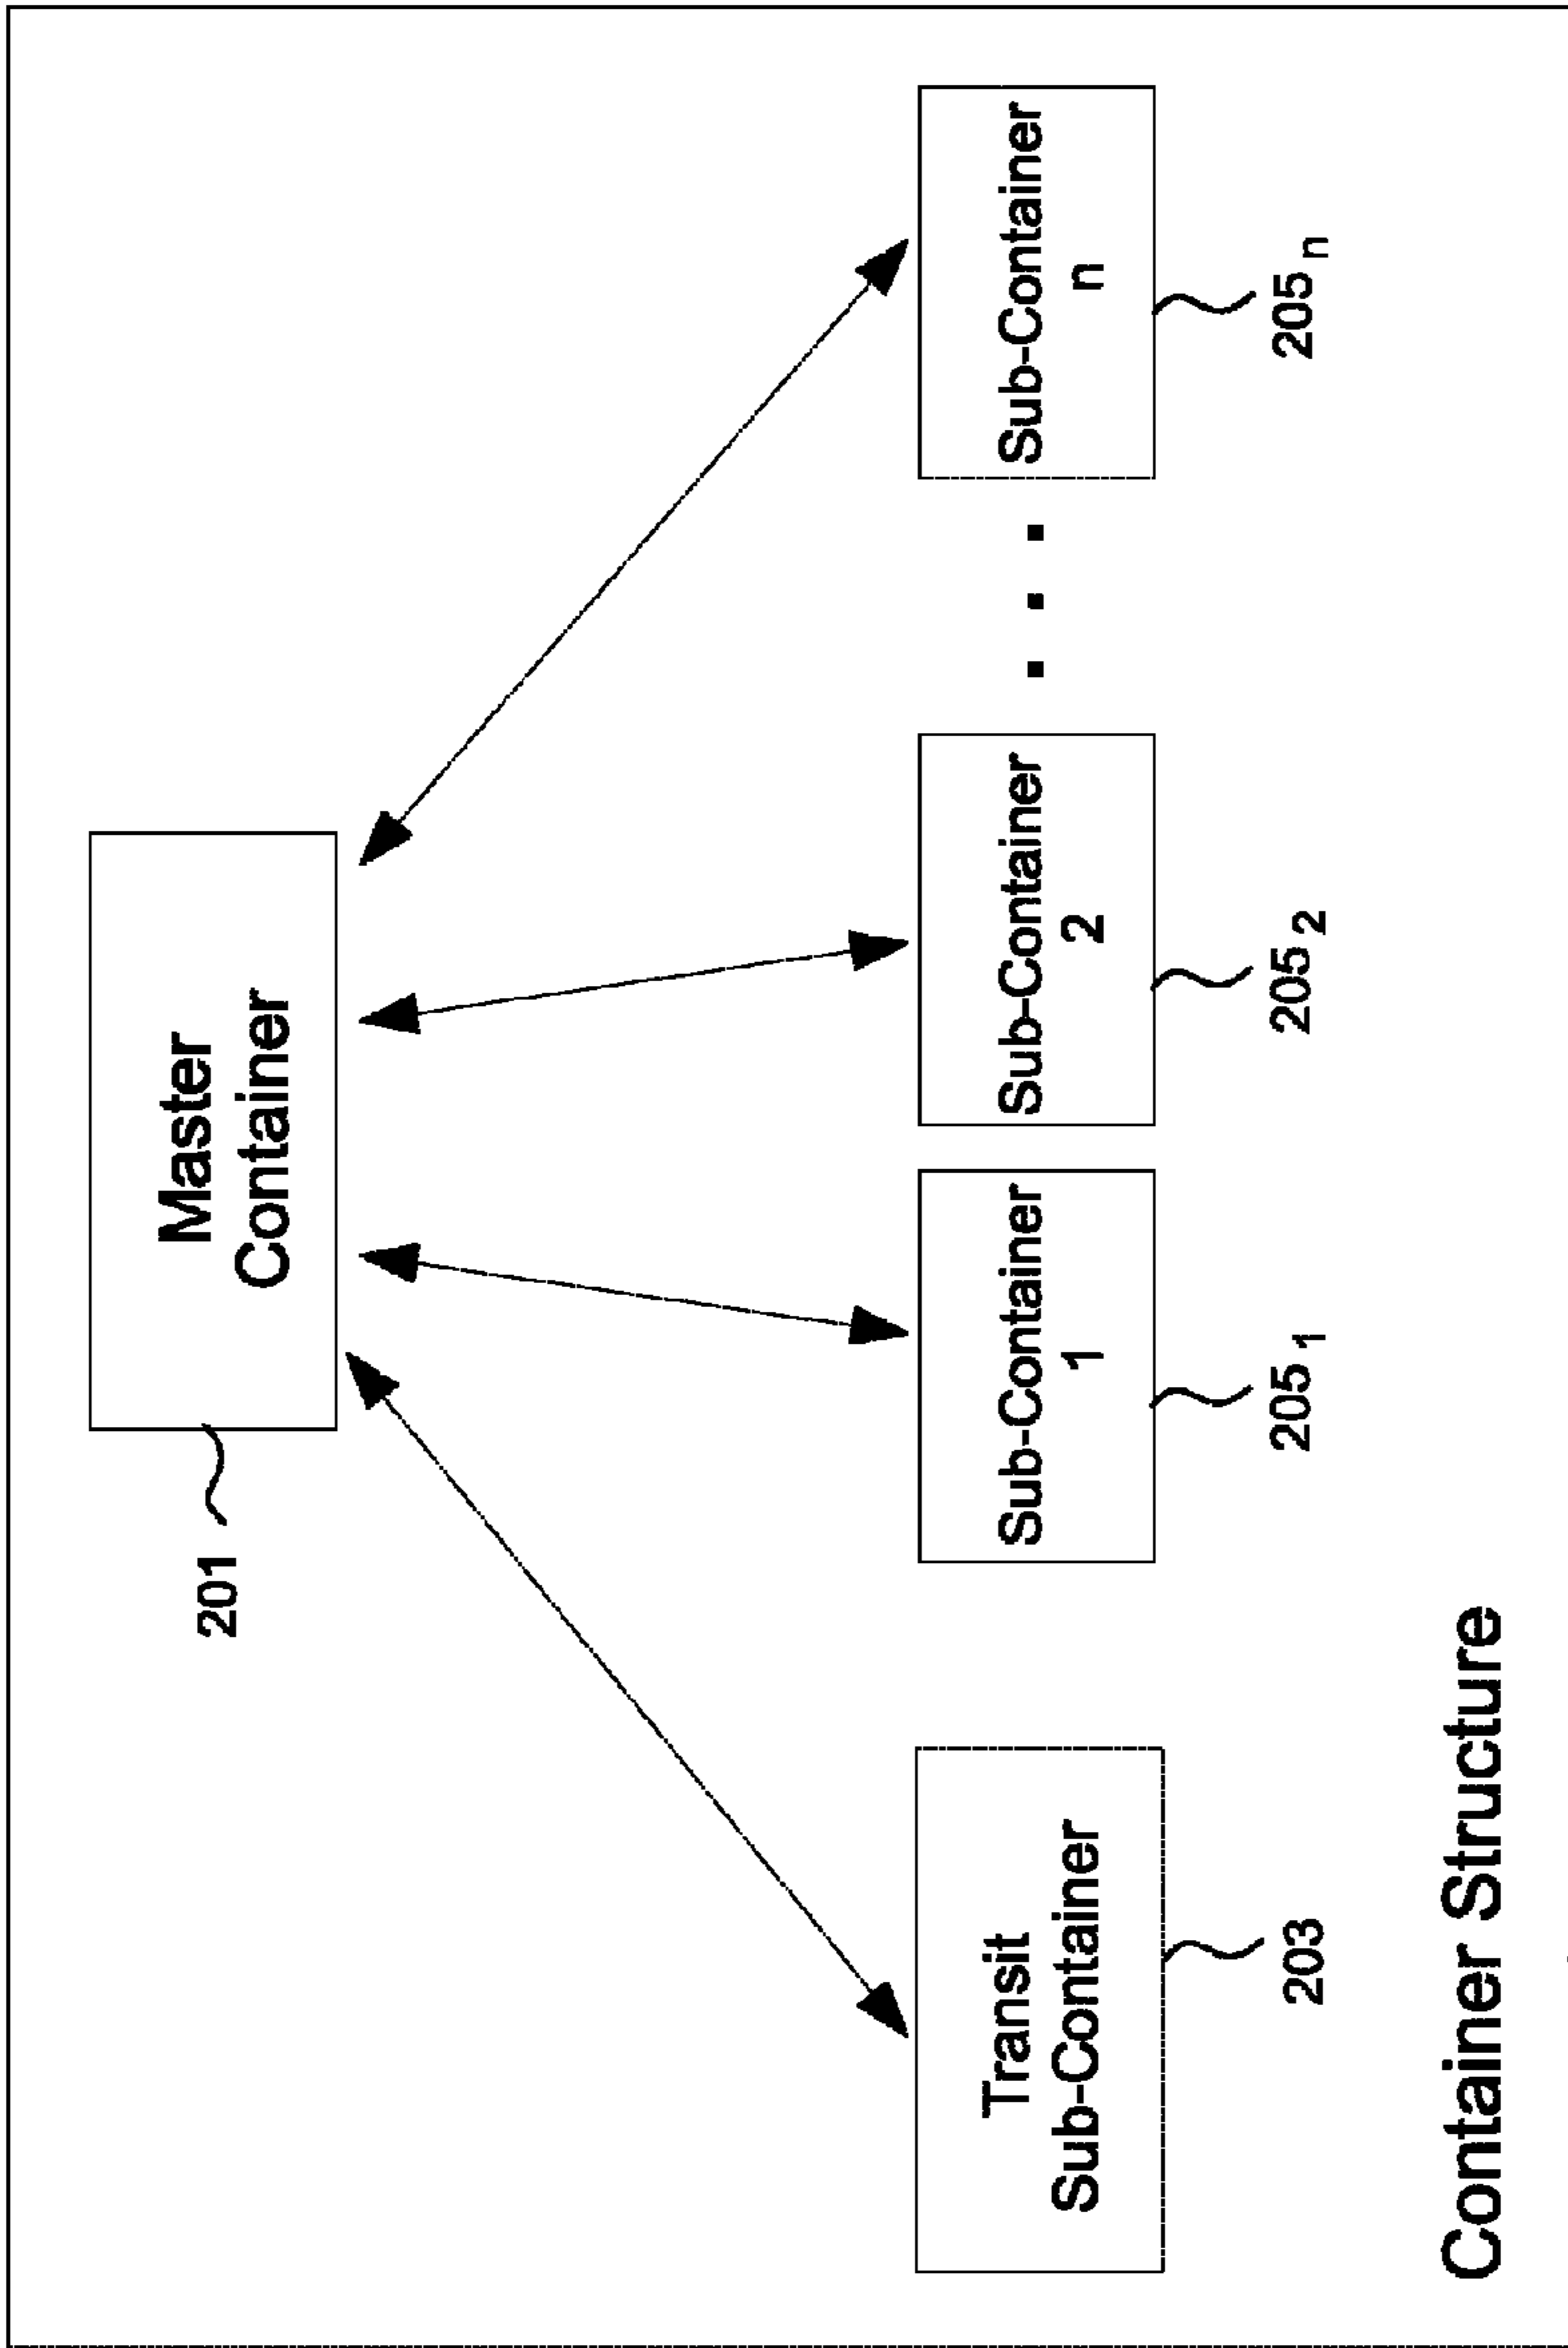 Master
Container
201
Transit
Sub-Container
203
Sub-Container
1
205 1
Sub-Container
2
205 2
. . .
Sub-Container
n
205 n
Container Structure